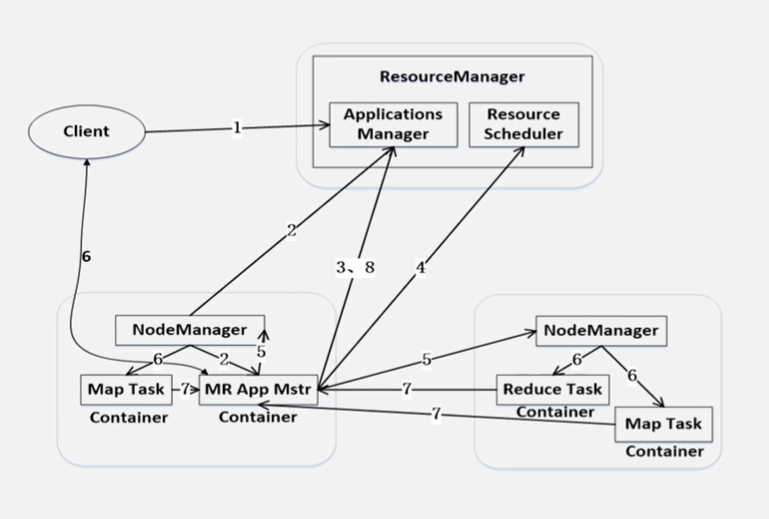 ResourceManager
Applications
Manager
Resource
Scheduler
Client
1
2
6
3、8
4
NodeManager
NodeManager
5
6
2
5
6
6
Map Task
7
MR App Mstr
7
Reduce Task
Container
Container
Container
7
Map Task
Container